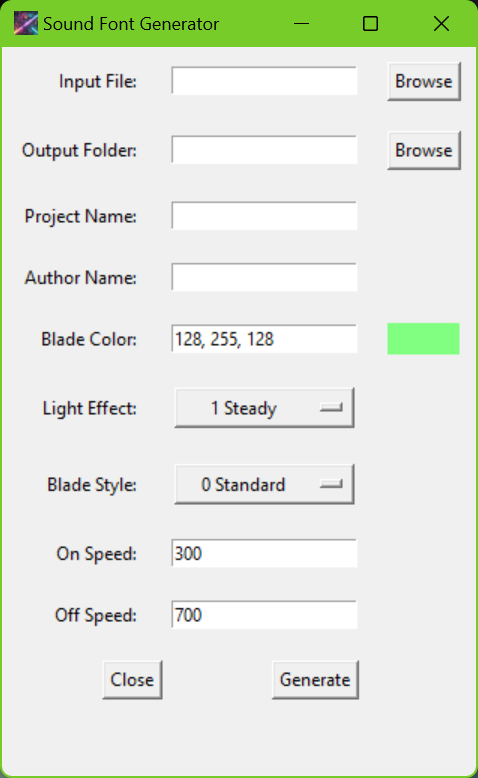 Sound Font Generator
Input File: Browse
Output Folder: Browse
Project Name:
Author Name:
Blade Color: 128, 255, 128
Light Effect: 1 Steady
Blade Style: 0 Standard
On Speed: 300
Off Speed: 700
Close Generate